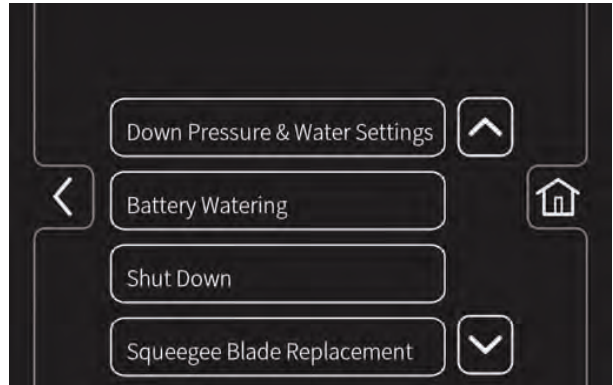 Down Pressure & Water Settings
Battery Watering
Shut Down
Squeegee Blade Replacement